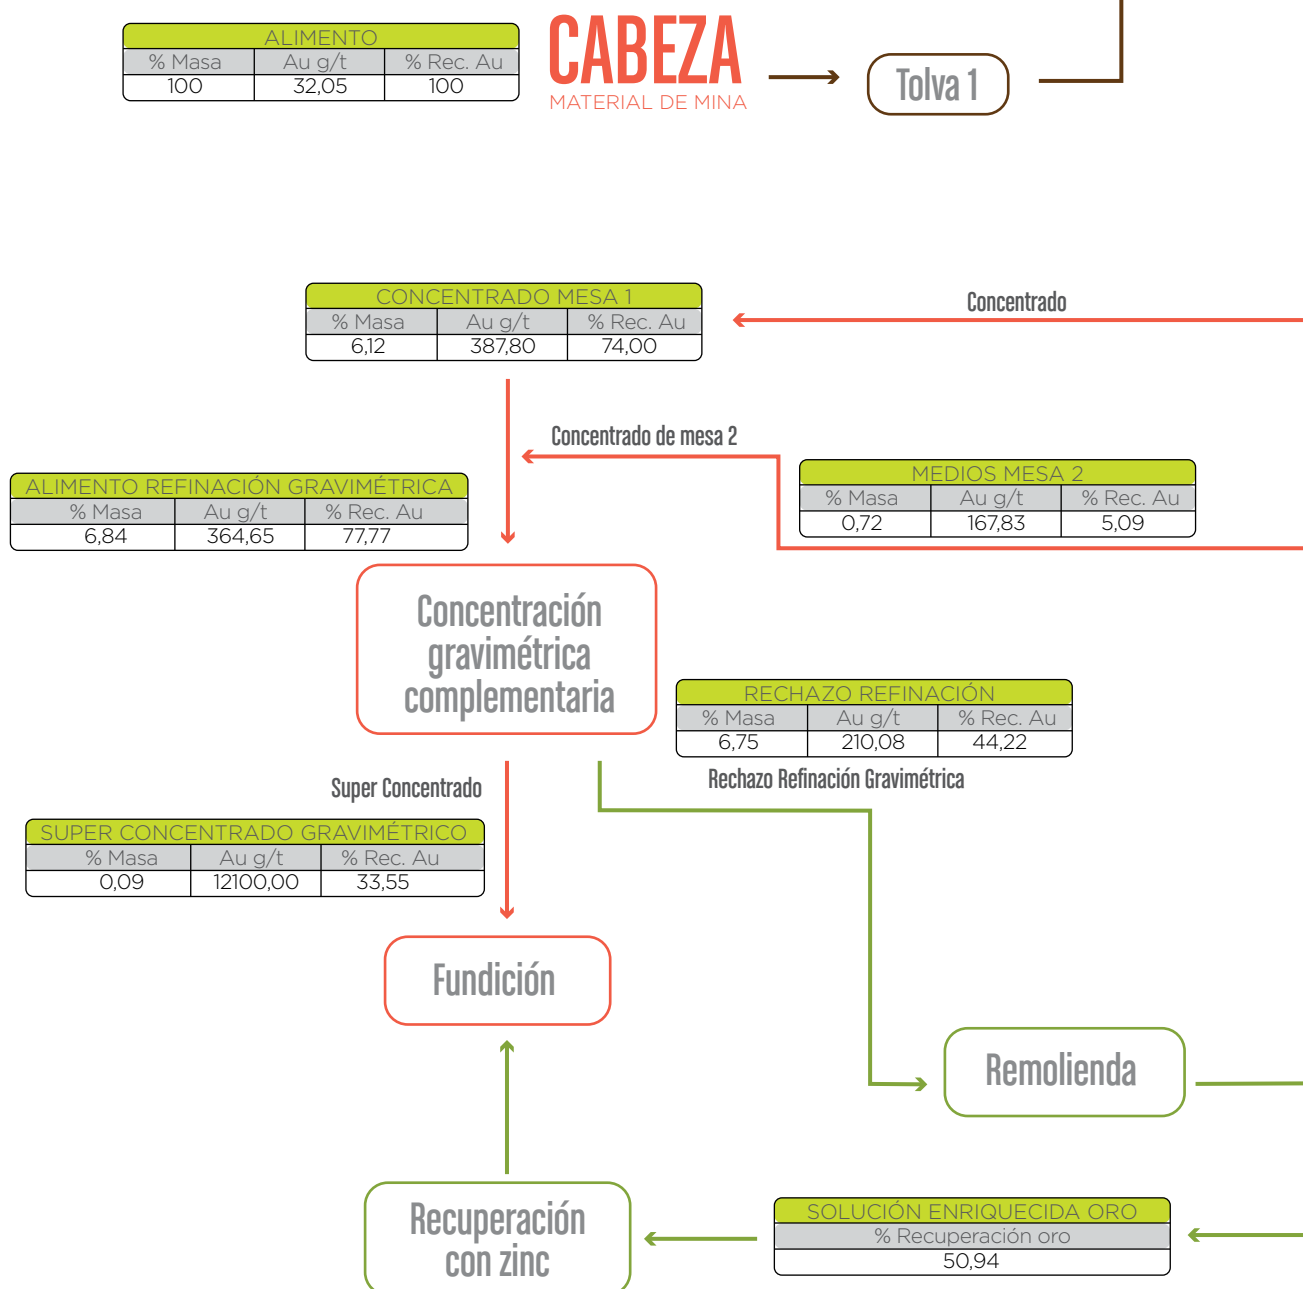 ALIMENTO
% Masa Au g/t % Rec. Au
100 32,05 100
CABEZA
MATERIAL DE MINA
Tolva 1
CONCENTRADO MESA 1
% Masa Au g/t % Rec. Au
6,12 387,80 74,00
Concentrado
Concentrado de mesa 2
MEDIOS MESA 2
% Masa Au g/t % Rec. Au
0,72 167,83 5,09
ALIMENTO REFINACIÓN GRAVIMÉTRICA
% Masa Au g/t % Rec. Au
6,84 364,65 77,77
Concentración
gravimétrica
complementaria
RECHAZO REFINACIÓN
% Masa Au g/t % Rec. Au
6,75 210,08 44,22
Rechazo Refinación Gravimétrica
Super Concentrado
SUPER CONCENTRADO GRAVIMÉTRICO
% Masa Au g/t % Rec. Au
0,09 12100,00 33,55
Fundición
Remolienda
Recuperación
con zinc
SOLUCIÓN ENRIQUECIDA ORO
% Recuperación oro
50,94